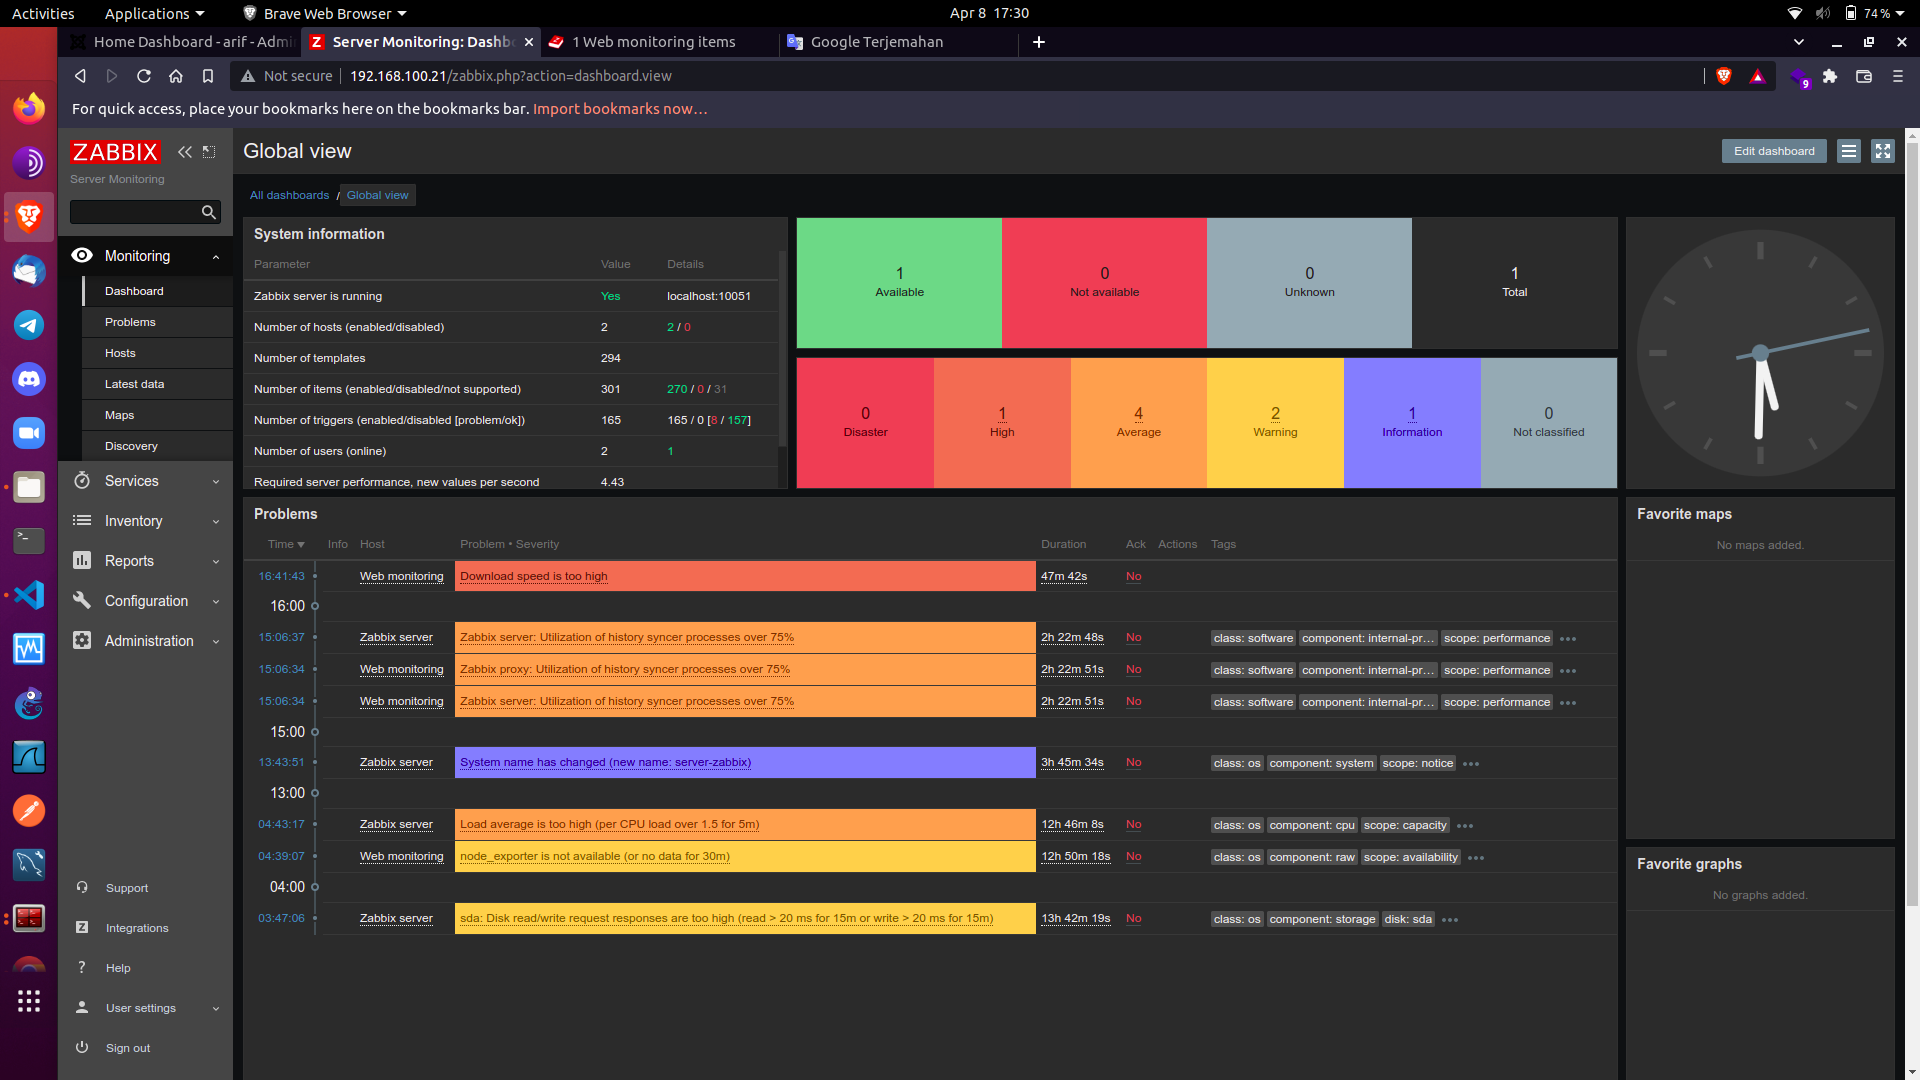 Activities Applications Brave Web Browser Apr 8 17:30 74 %
Home Dashboard - arif - Admi Server Monitoring: Dashb 1 Web monitoring items Google Terjemahan
Not secure 192.168.100.21/zabbix.php?action=dashboard.view 9
For quick access, place your bookmarks here on the bookmarks bar. Import bookmarks now...
ZABBIX
Server Monitoring
Monitoring
Dashboard
Problems
Hosts
Latest data
Maps
Discovery
Services
Inventory
Reports
Configuration
Administration
Support
Integrations
Help
User settings
Sign out
Global view
Edit dashboard
All dashboards / Global view
System information
Parameter Value Details
Zabbix server is running Yes localhost:10051
Number of hosts (enabled/disabled) 2 2 / 0
Number of templates 294
Number of items (enabled/disabled/not supported) 301 270 / 0 / 31
Number of triggers (enabled/disabled [problem/ok]) 165 165 / 0 [8 / 157]
Number of users (online) 2 1
Required server performance, new values per second 4.43
1 Available
0 Not available
0 Unknown
1 Total
0 Disaster
1 High
4 Average
2 Warning
1 Information
0 Not classified
Problems
Time Info Host Problem • Severity Duration Ack Actions Tags
16:41:43 Web monitoring Download speed is too high 47m 42s No
16:00
15:06:37 Zabbix server Zabbix server: Utilization of history syncer processes over 75% 2h 22m 48s No class: software component: internal-pr... scope: performance
15:06:34 Web monitoring Zabbix proxy: Utilization of history syncer processes over 75% 2h 22m 51s No class: software component: internal-pr... scope: performance
15:06:34 Web monitoring Zabbix server: Utilization of history syncer processes over 75% 2h 22m 51s No class: software component: internal-pr... scope: performance
15:00
13:43:51 Zabbix server System name has changed (new name: server-zabbix) 3h 45m 34s No class: os component: system scope: notice
13:00
04:43:17 Zabbix server Load average is too high (per CPU load over 1.5 for 5m) 12h 46m 8s No class: os component: cpu scope: capacity
04:39:07 Web monitoring node_exporter is not available (or no data for 30m) 12h 50m 18s No class: os component: raw scope: availability
04:00
03:47:06 Zabbix server sda: Disk read/write request responses are too high (read > 20 ms for 15m or write > 20 ms for 15m) 13h 42m 19s No class: os component: storage disk: sda
Favorite maps
No maps added.
Favorite graphs
No graphs added.